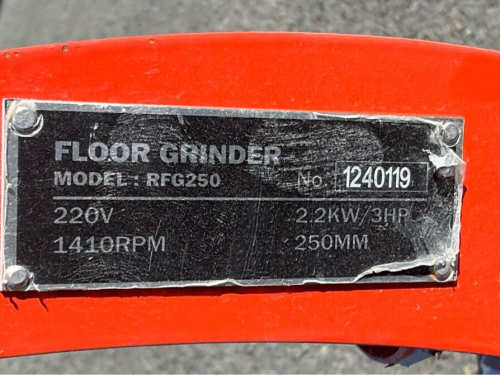 FLOOR GRINDER
MODEL: RFG250 No 1240119
220V 2.2KW/3HP
1410RPM 250MM